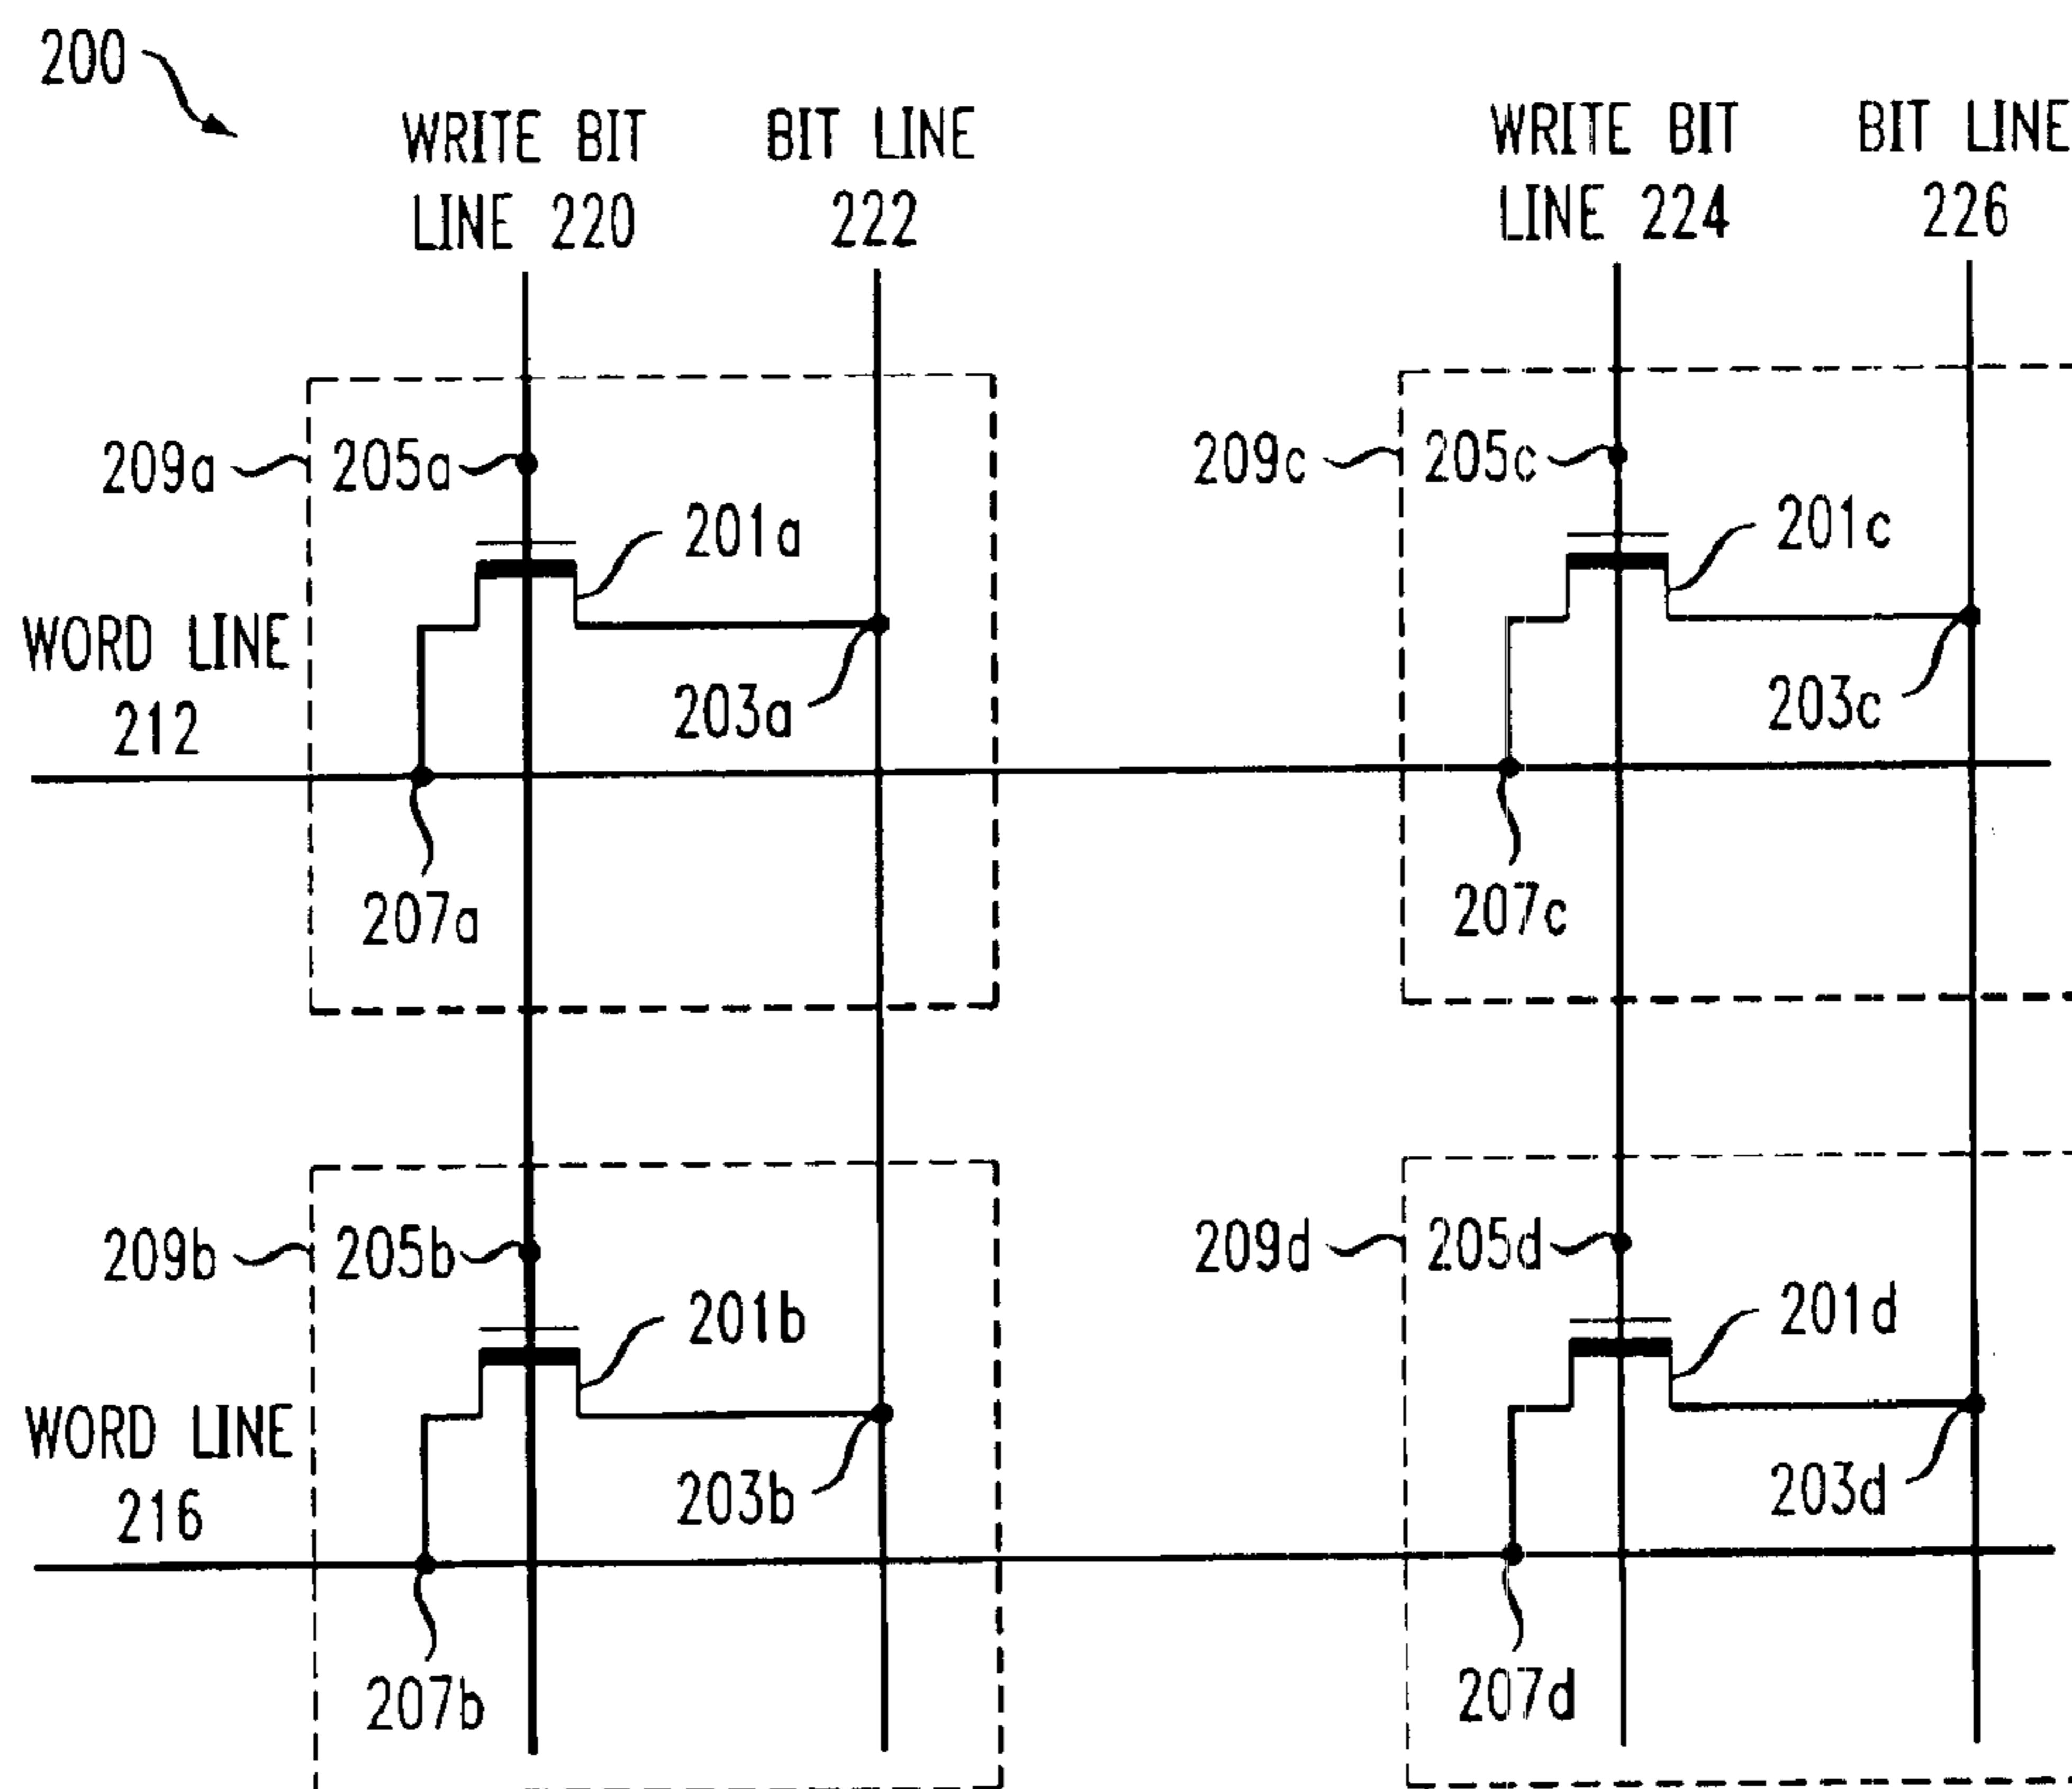 200
WRITE BIT
LINE 220
BIT LINE
222
WRITE BIT
LINE 224
BIT LINE
226
209a
205a
201a
209c
205c
201c
WORD LINE
212
203a
203c
207a
207c
209b
205b
201b
209d
205d
201d
WORD LINE
216
203b
203d
207b
207d